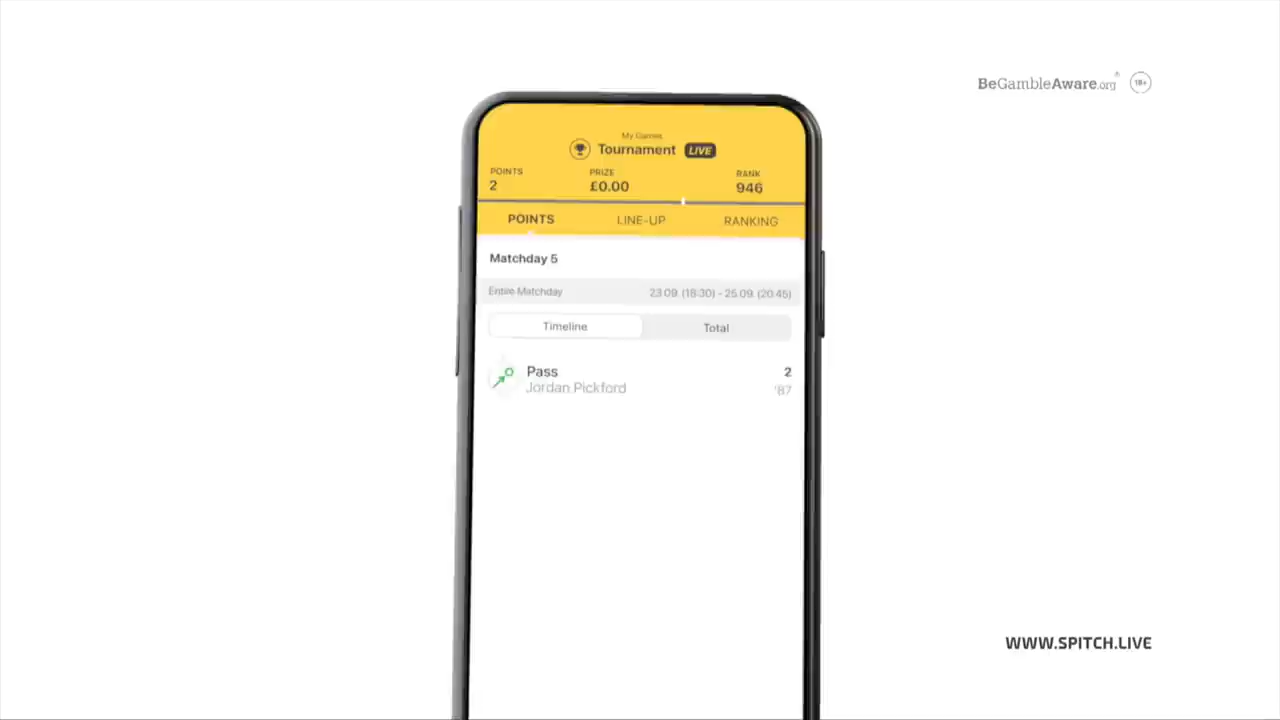 BeGambleAware.org®
18+
My Games
Tournament LIVE
POINTS PRIZE RANK
2 £0.00 946
POINTS LINE-UP RANKING
Matchday 5
Entire Matchday 23.09. (18:30) - 25.09. (20:45)
Timeline Total
Pass 2
Jordan Pickford '87
WWW.SPITCH.LIVE